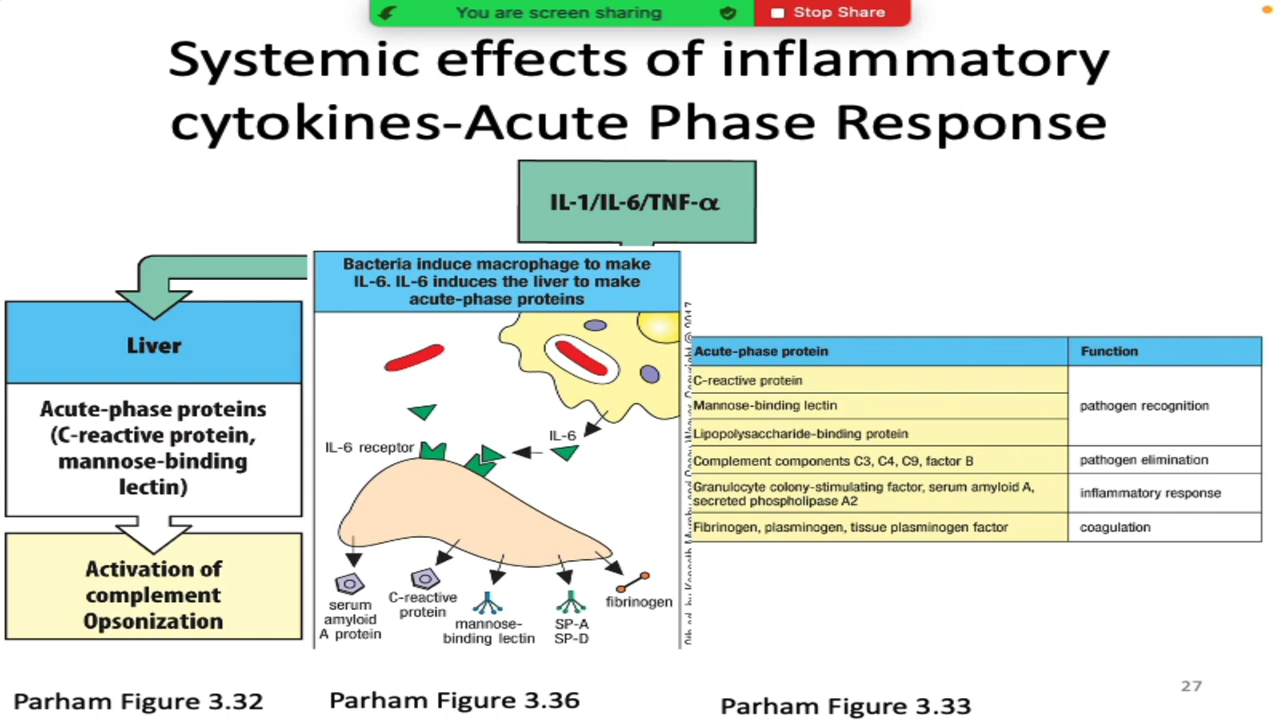 You are screen sharing
Stop Share
Systemic effects of inflammatory
cytokines-Acute Phase Response
IL-1/IL-6/TNF-α
Liver
Acute-phase proteins
(C-reactive protein,
mannose-binding
lectin)
Activation of
complement
Opsonization
Bacteria induce macrophage to make
IL-6. IL-6 induces the liver to make
acute-phase proteins
IL-6 receptor
IL-6
serum
amyloid
A protein
C-reactive
protein
mannose-
binding lectin
SP-A
SP-D
fibrinogen
Acute-phase protein
Function
C-reactive protein
Mannose-binding lectin
Lipopolysaccharide-binding protein
pathogen recognition
Complement components C3, C4, C9, factor B
pathogen elimination
Granulocyte colony-stimulating factor, serum amyloid A,
secreted phospholipase A2
inflammatory response
Fibrinogen, plasminogen, tissue plasminogen factor
coagulation
Parham Figure 3.32
Parham Figure 3.36
Parham Figure 3.33
27